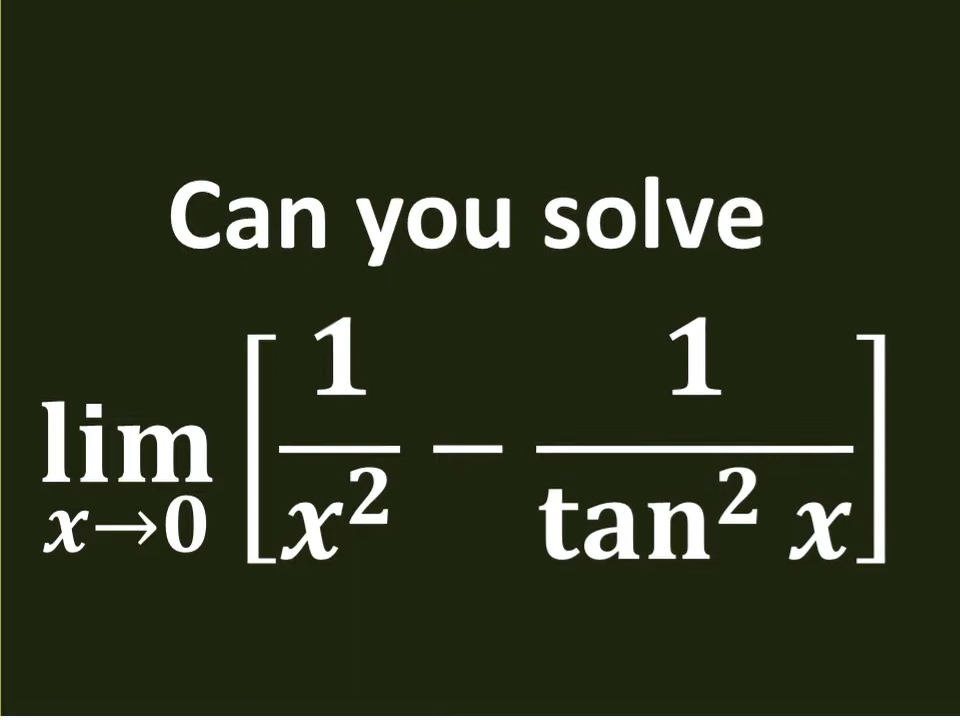 Can you solve
lim x→0 [1/x² − 1/tan² x]